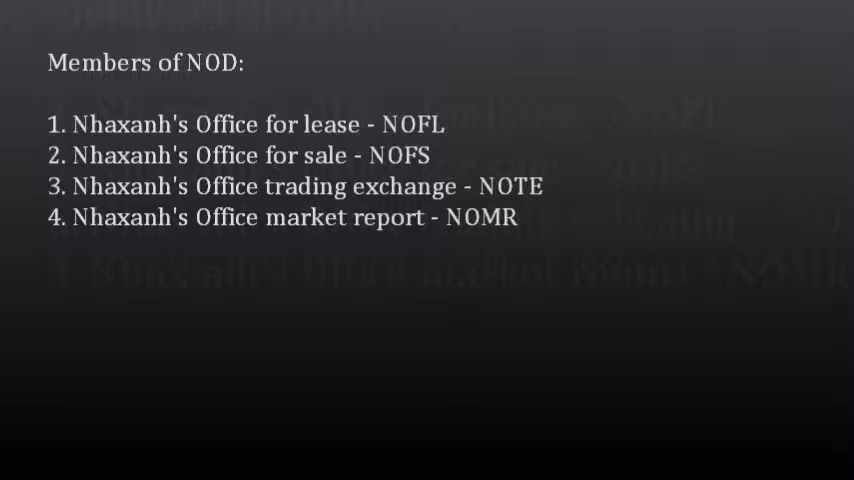 Members of NOD:
1. Nhaxanh's Office for lease - NOFL
2. Nhaxanh's Office for sale - NOFS
3. Nhaxanh's Office trading exchange - NOTE
4. Nhaxanh's Office market report - NOMR